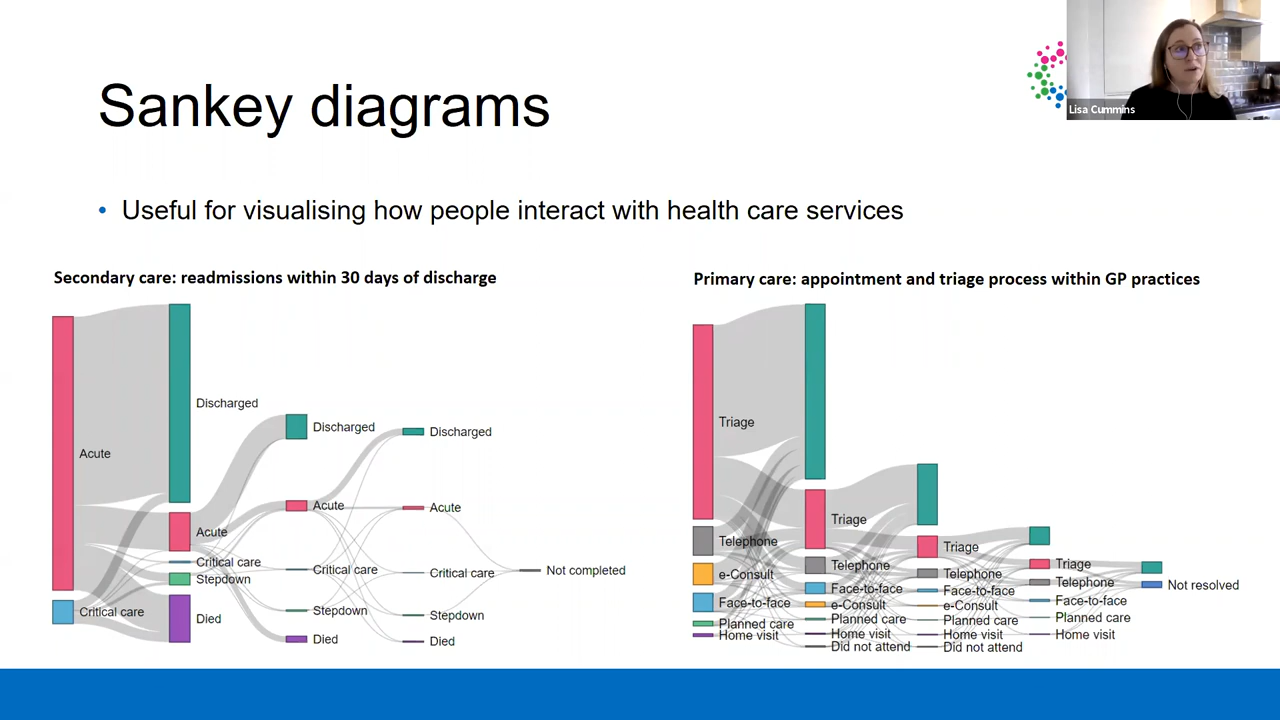 Lisa Cummins
Sankey diagrams
• Useful for visualising how people interact with health care services
Secondary care: readmissions within 30 days of discharge
Acute
Critical care
Discharged
Acute
Critical care
Stepdown
Died
Discharged
Acute
Critical care
Stepdown
Died
Discharged
Acute
Critical care
Stepdown
Died
Not completed
Primary care: appointment and triage process within GP practices
Triage
Telephone
e-Consult
Face-to-face
Planned care
Home visit
Triage
Telephone
Face-to-face
e-Consult
Planned care
Home visit
Did not attend
Triage
Telephone
Face-to-face
e-Consult
Planned care
Home visit
Did not attend
Triage
Telephone
Face-to-face
Planned care
Home visit
Not resolved